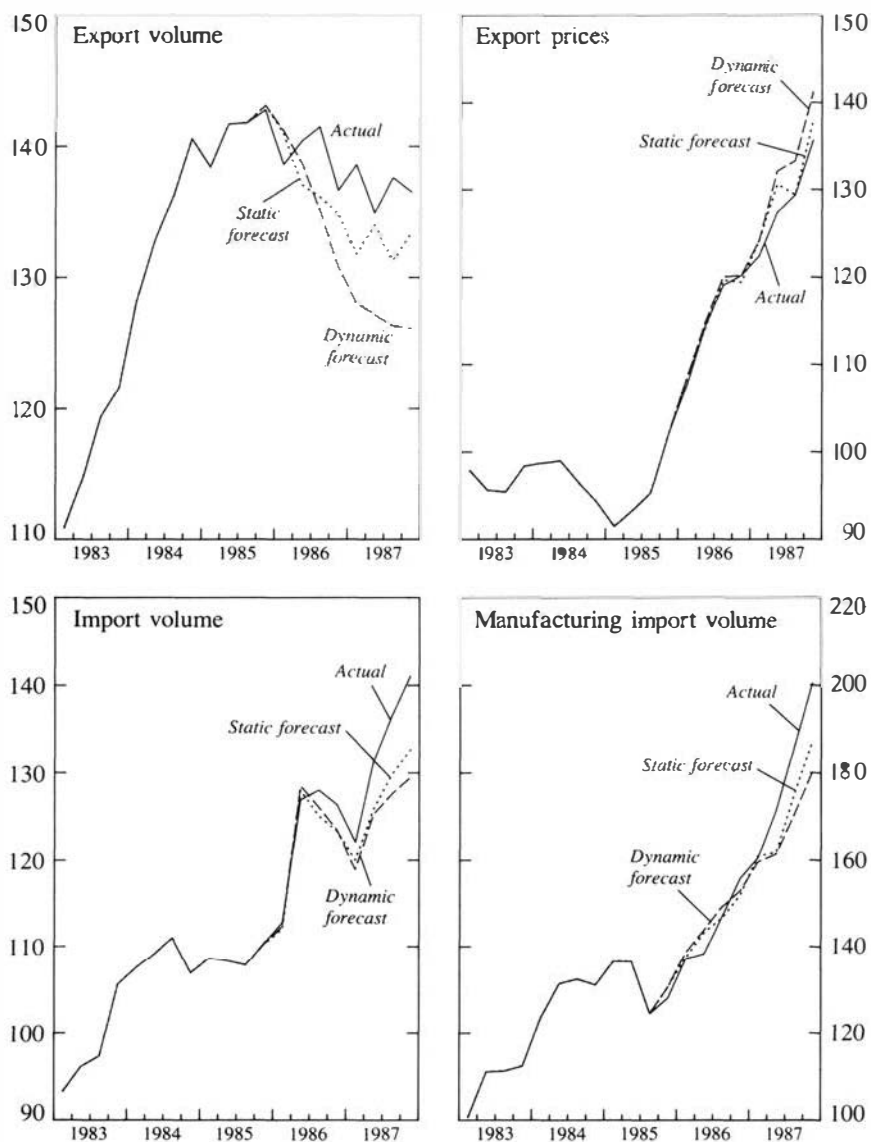 Export volume
150
140
130
120
110
Actual
Static
forecast
Dynamic
forecast
1983 1984 1985 1986 1987
Export prices
150
140
130
120
110
100
90
Dynamic
forecast
Static forecast
Actual
1983 1984 1985 1986 1987
Import volume
150
140
130
120
110
100
90
Actual
Static forecast
Dynamic
forecast
1983 1984 1985 1986 1987
Manufacturing import volume
220
200
180
160
140
120
100
Actual
Static forecast
Dynamic
forecast
1983 1984 1985 1986 1987